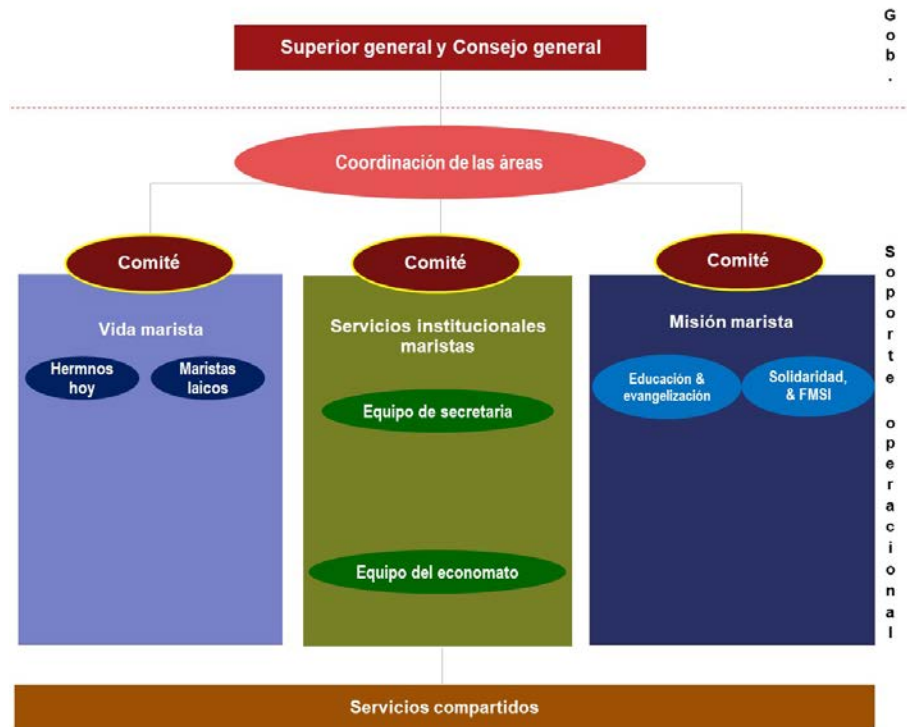 Gob.
Superior general y Consejo general
Coordinación de las áreas
Comité
Comité
Comité
Vida marista
Hermnos
hoy
Maristas
laicos
Servicios institucionales
maristas
Equipo de secretaria
Equipo del economato
Misión marista
Educación &
evangelización
Solidaridad,
& FMSI
Soporte operacional
Servicios compartidos